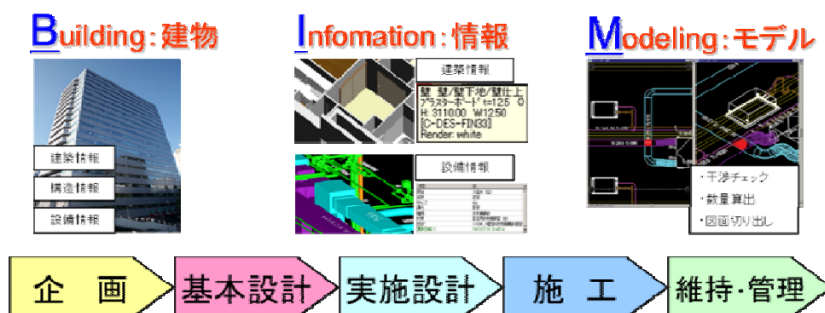 Building:建物
Infomation:情報
Modeling:モデル
建築情報
構造情報
設備情報
建築情報
壁 壁/壁下地/壁仕上
プラスターボード t=12.5
H: 3110.00 W12.50
[C-DES-FIN33]
Render: white
設備情報
・干渉チェック
・数量算出
・図面切り出し
企 画
基本設計
実施設計
施 工
維持・管理